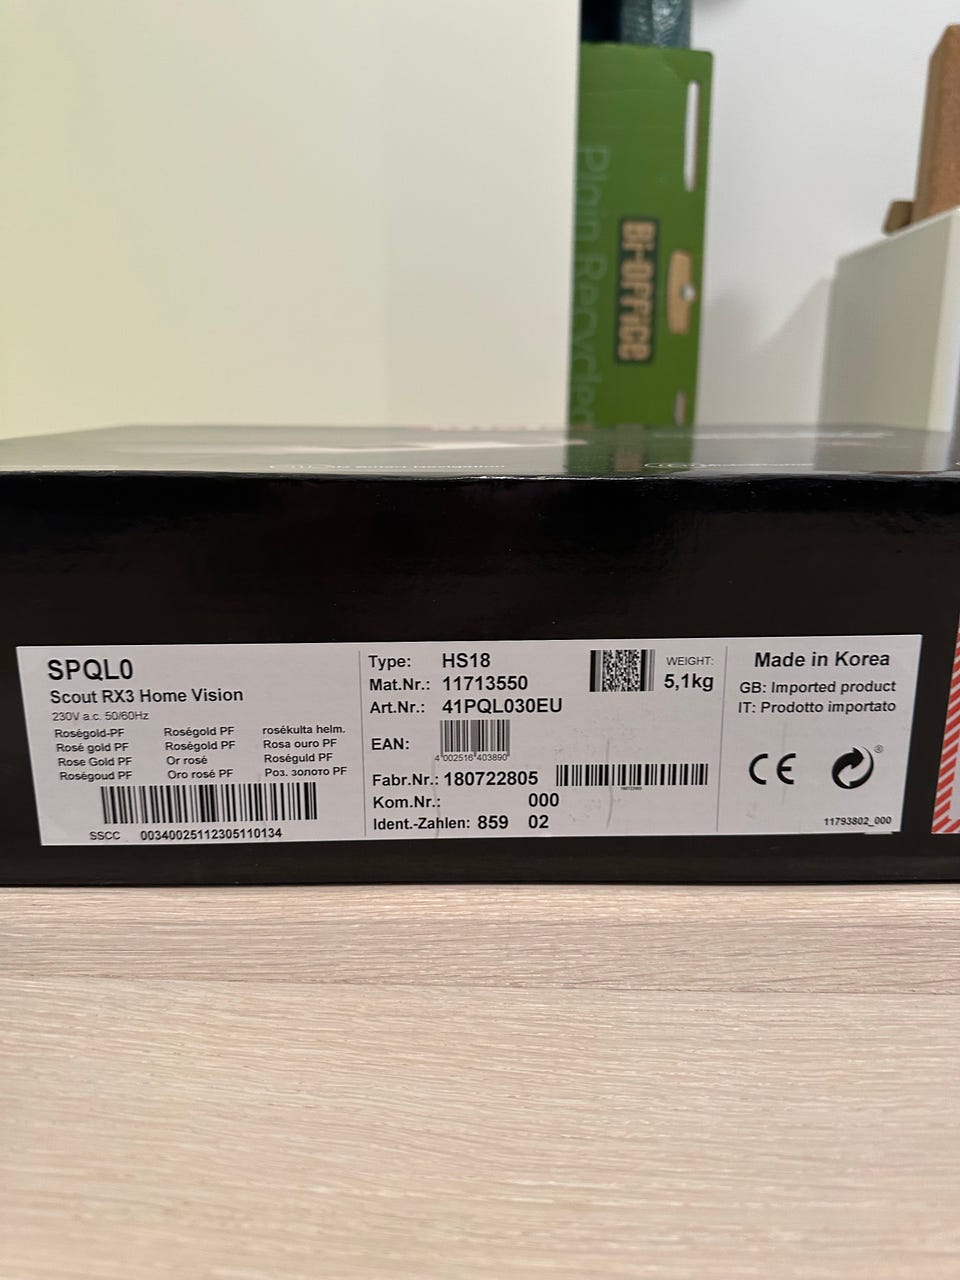 Plain Recycled
Bi-OFFiCE
SPQL0
Scout RX3 Home Vision
230V a.c. 50/60Hz
Roségold-PF Roségold PF rosékulta helm.
Rosé gold PF Roségold PF Rosa ouro PF
Rose Gold PF Or rosé Roséguld PF
Roségoud PF Oro rosé PF Роз. золото PF
SSCC 00340025112305110134
Type: HS18
Mat.Nr.: 11713550
Art.Nr.: 41PQL030EU
EAN:
4 002516 403890
Fabr.Nr.: 180722805
Kom.Nr.: 000
Ident.-Zahlen: 859 02
WEIGHT:
5,1kg
Made in Korea
GB: Imported product
IT: Prodotto importato
CE
®
11793802_000